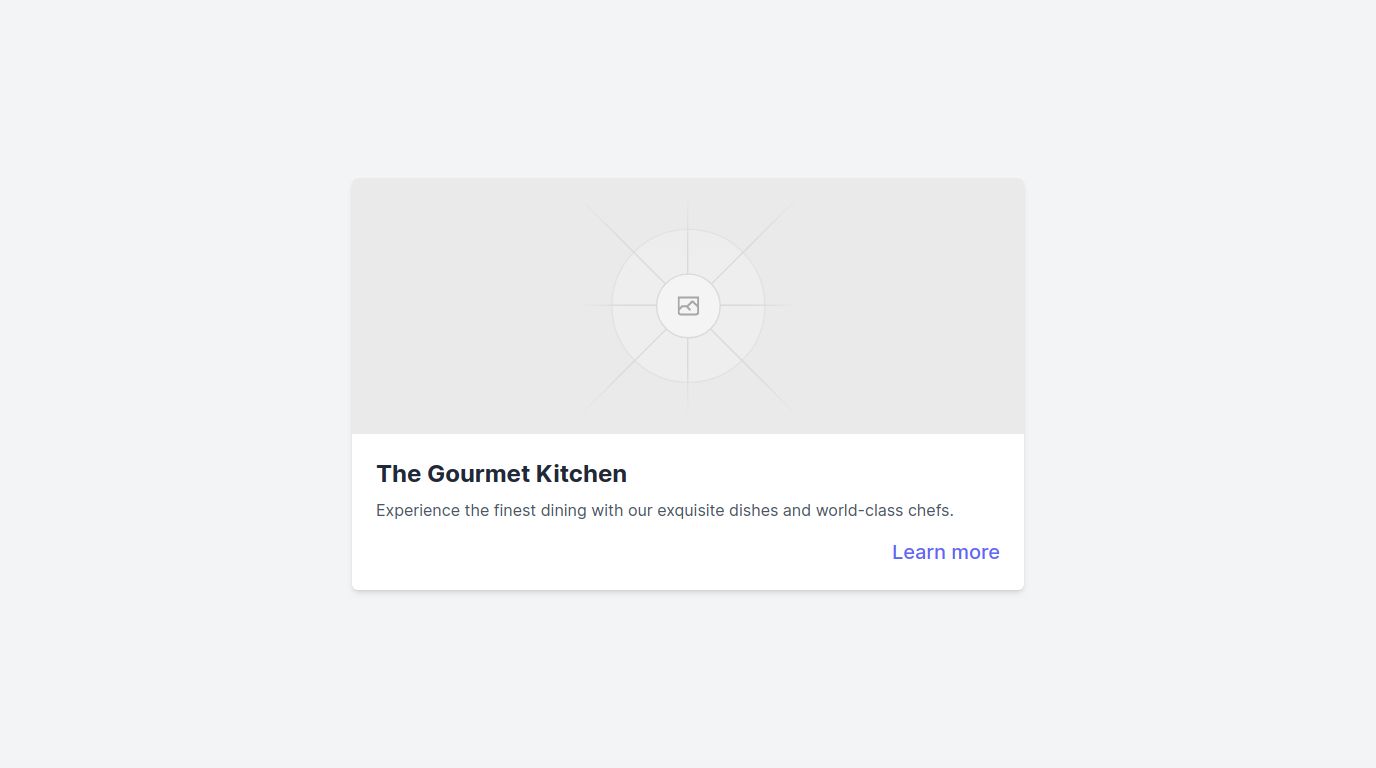 The Gourmet Kitchen
Experience the finest dining with our exquisite dishes and world-class chefs.
Learn more